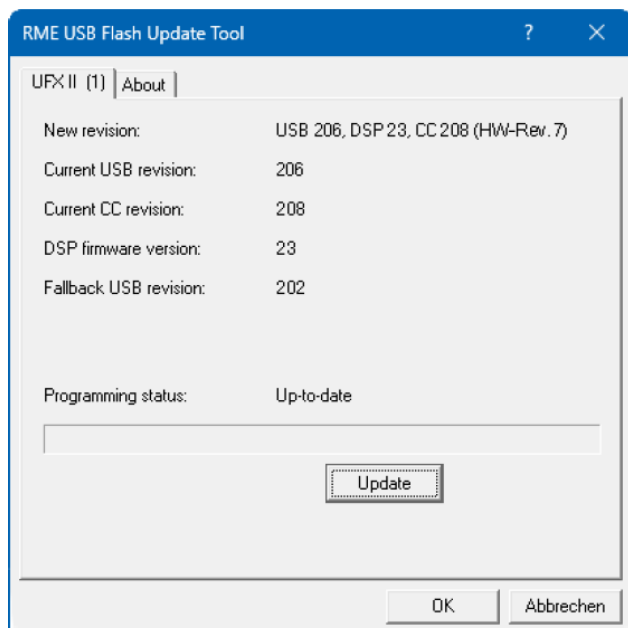 RME USB Flash Update Tool ?
UFX II (1) About
New revision: USB 206, DSP 23, CC 208 (HW-Rev. 7)
Current USB revision: 206
Current CC revision: 208
DSP firmware version: 23
Fallback USB revision: 202
Programming status: Up-to-date
Update
OK Abbrechen